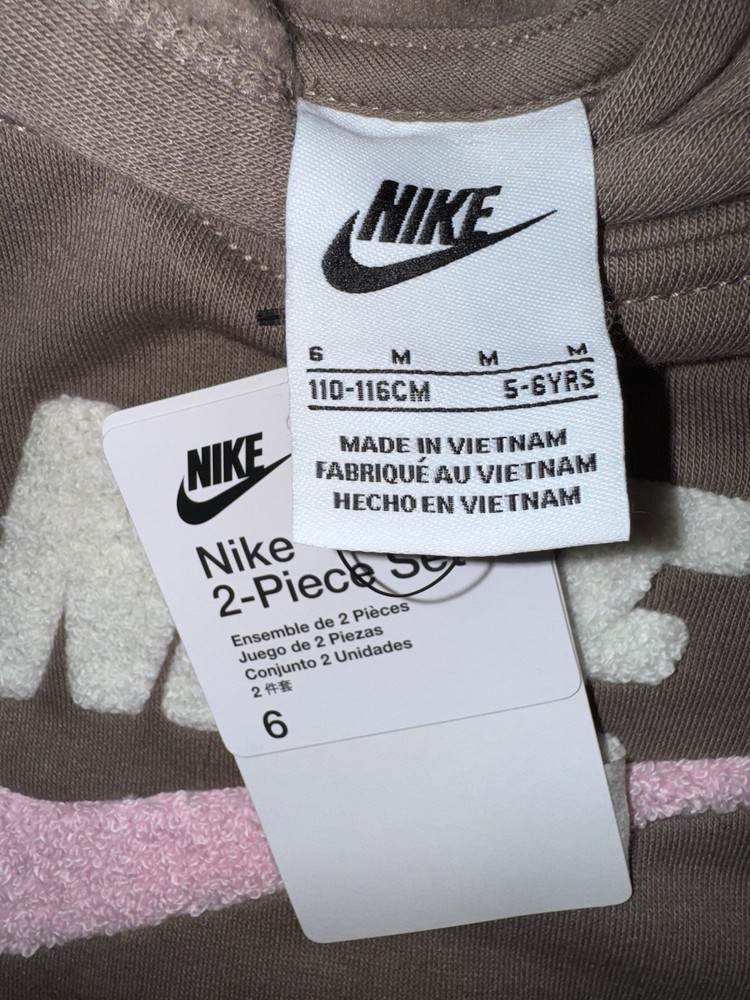 NIKE
6 M M M
110-116CM 5-6YRS
MADE IN VIETNAM
FABRIQUÉ AU VIETNAM
HECHO EN VIETNAM
NIKE
Nike
2-Piece Set
Ensemble de 2 Pièces
Juego de 2 Piezas
Conjunto 2 Unidades
2 件套
6